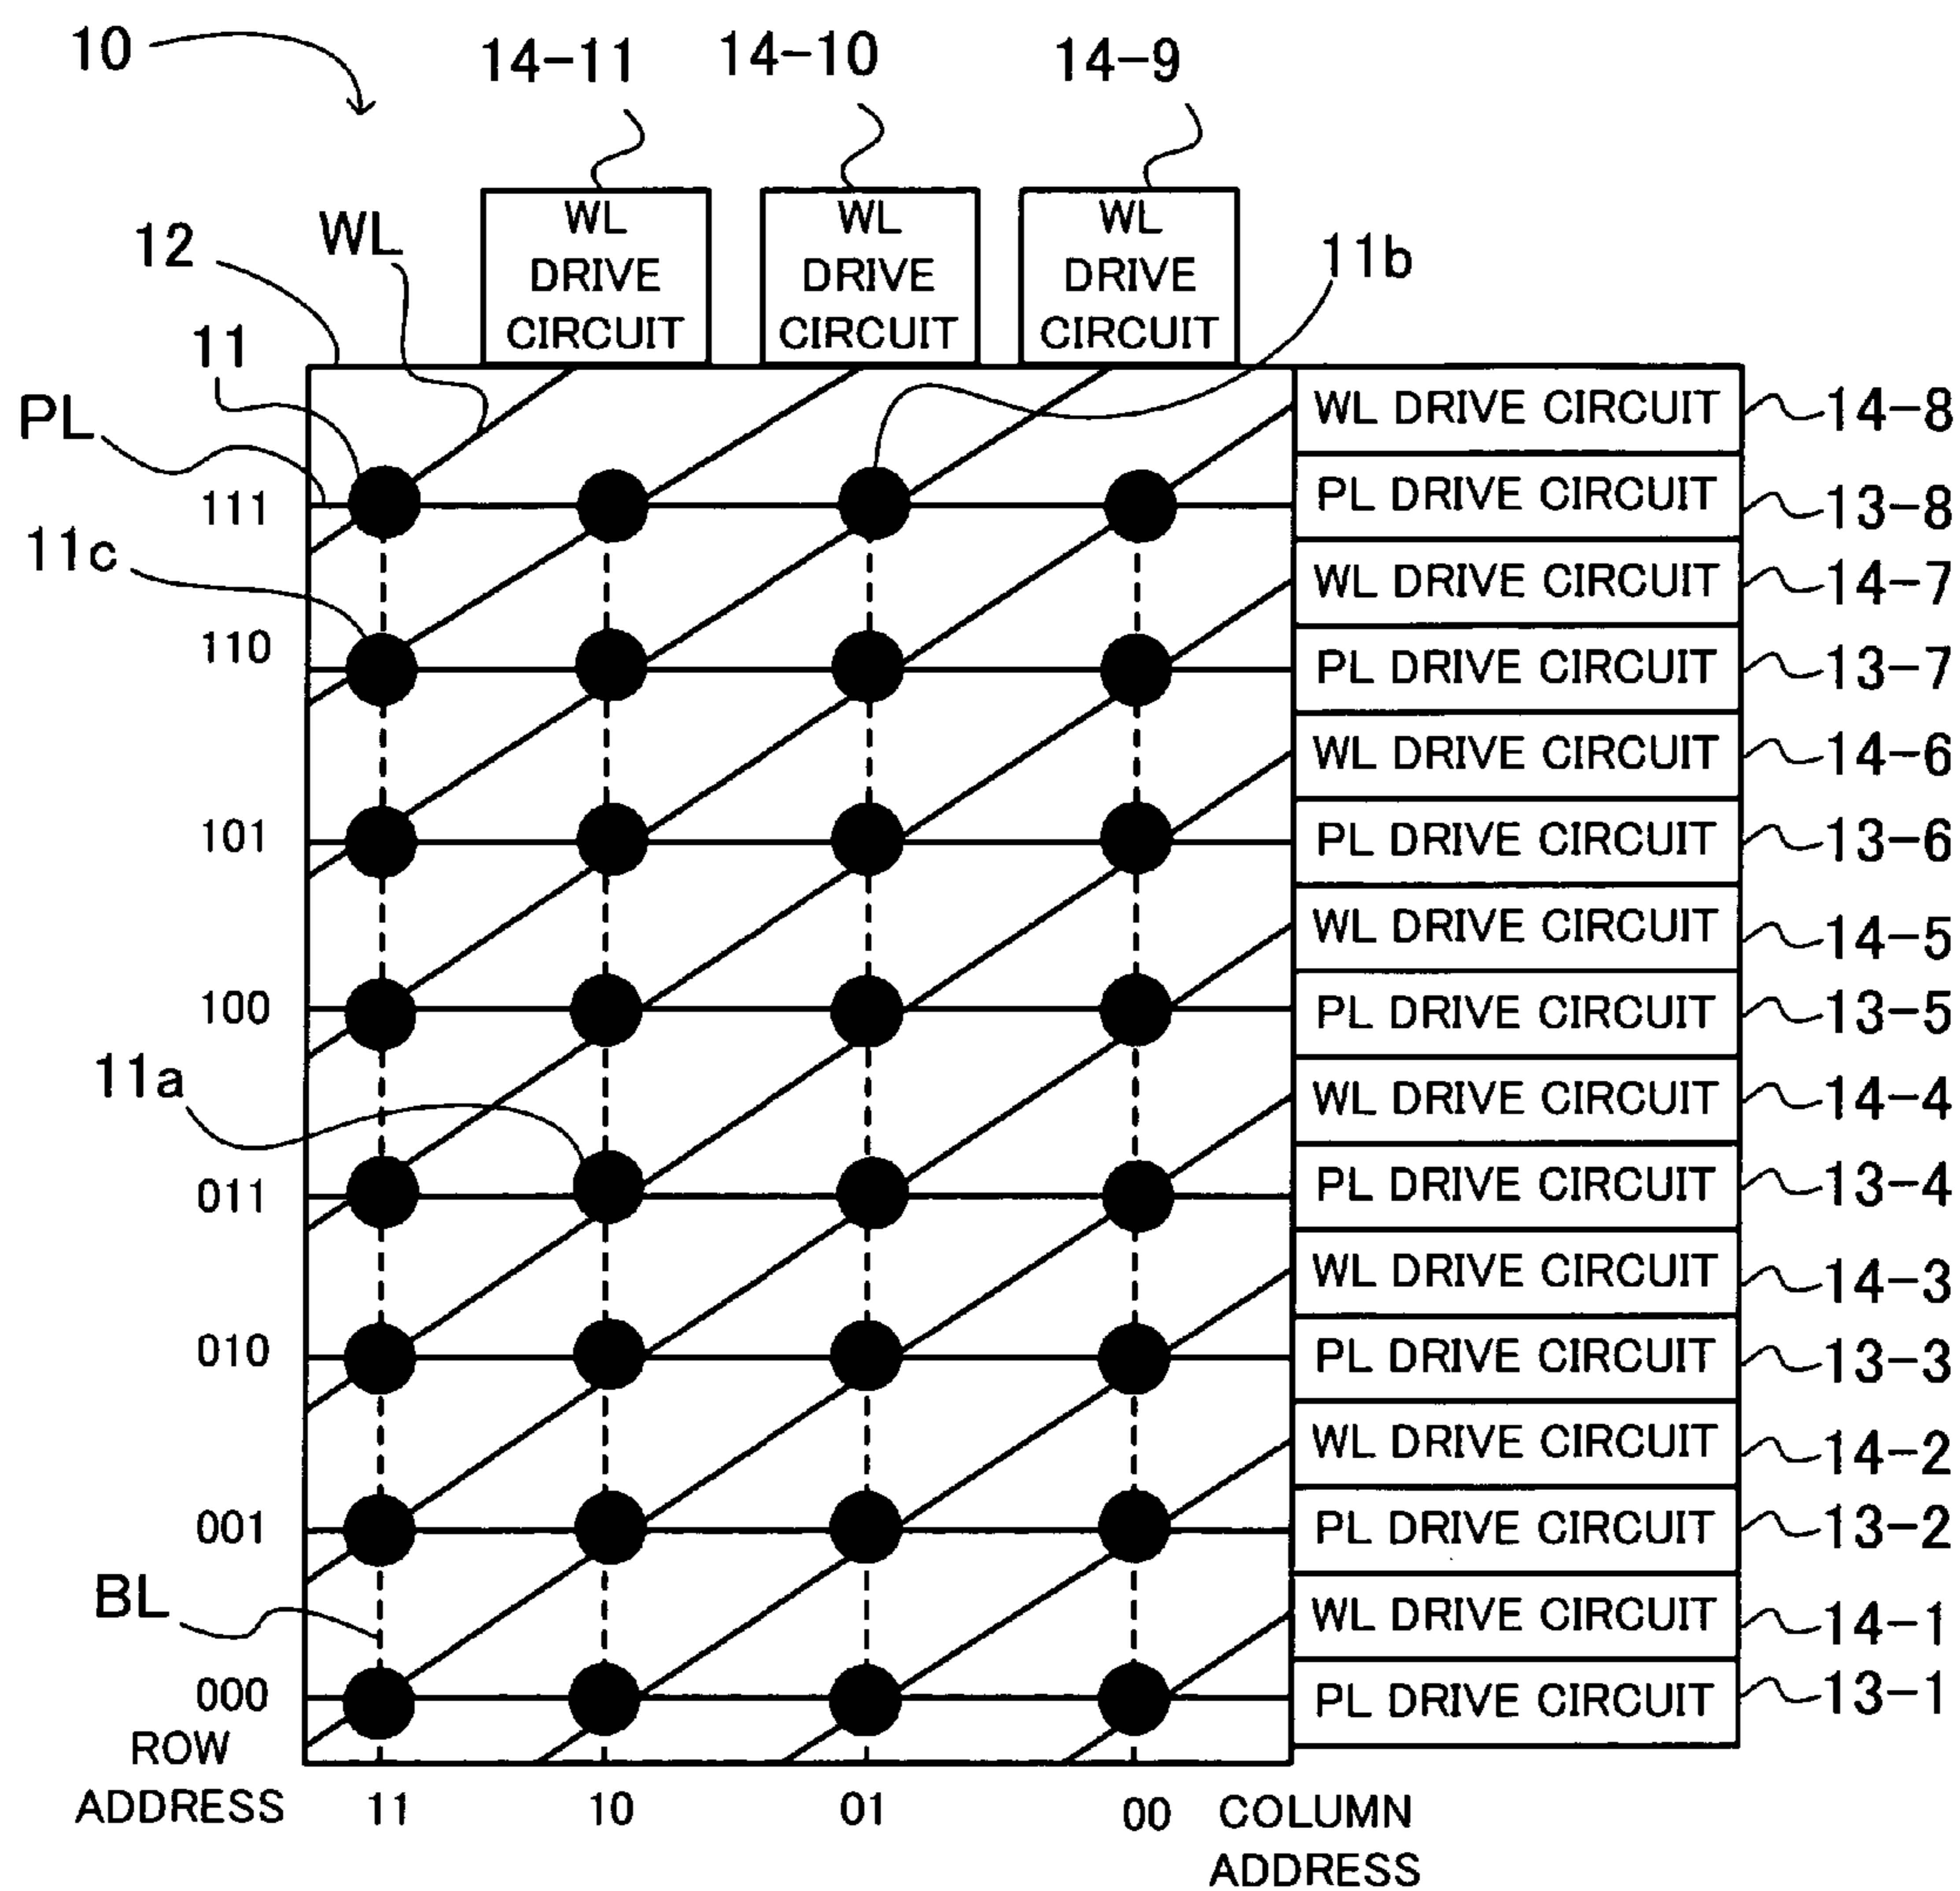 10
14-11
14-10
14-9
12
WL
WL
DRIVE
CIRCUIT
WL
DRIVE
CIRCUIT
WL
DRIVE
CIRCUIT
11b
11
PL
WL DRIVE CIRCUIT
14-8
111
PL DRIVE CIRCUIT
13-8
11c
WL DRIVE CIRCUIT
14-7
110
PL DRIVE CIRCUIT
13-7
WL DRIVE CIRCUIT
14-6
101
PL DRIVE CIRCUIT
13-6
WL DRIVE CIRCUIT
14-5
100
PL DRIVE CIRCUIT
13-5
11a
WL DRIVE CIRCUIT
14-4
011
PL DRIVE CIRCUIT
13-4
WL DRIVE CIRCUIT
14-3
010
PL DRIVE CIRCUIT
13-3
WL DRIVE CIRCUIT
14-2
001
PL DRIVE CIRCUIT
13-2
BL
WL DRIVE CIRCUIT
14-1
000
PL DRIVE CIRCUIT
13-1
ROW
ADDRESS
11
10
01
00
COLUMN
ADDRESS